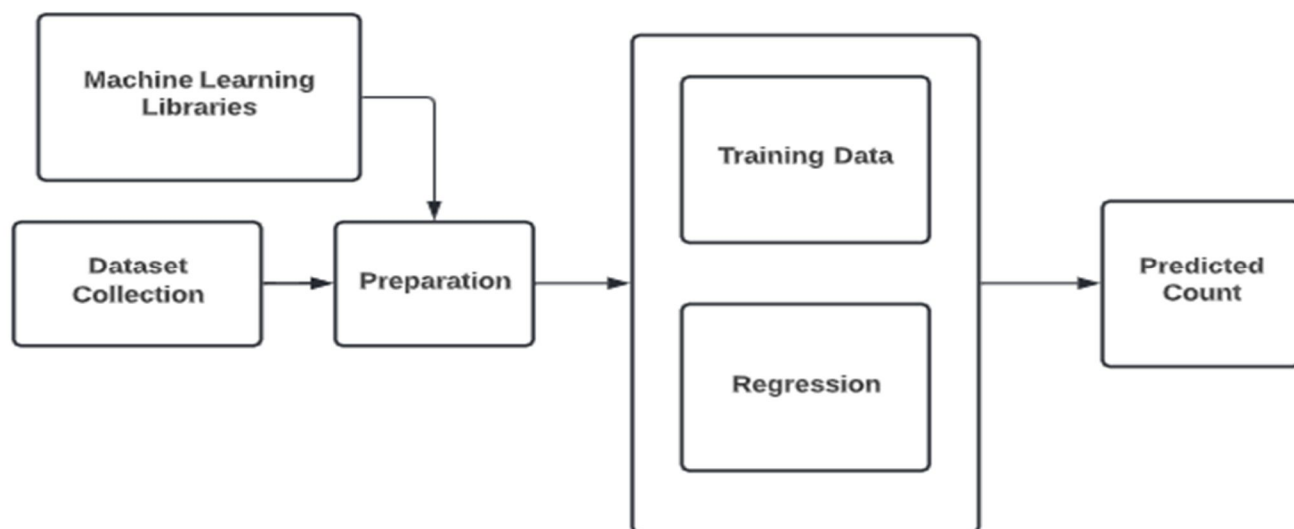 Machine Learning
Libraries
Dataset
Collection
Preparation
Training Data
Regression
Predicted
Count